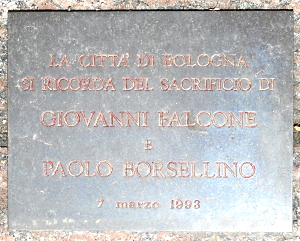 LA CITTÀ DI BOLOGNA
SI RICORDA DEL SACRIFICIO DI
GIOVANNI FALCONE
E
PAOLO BORSELLINO
7 marzo 1993